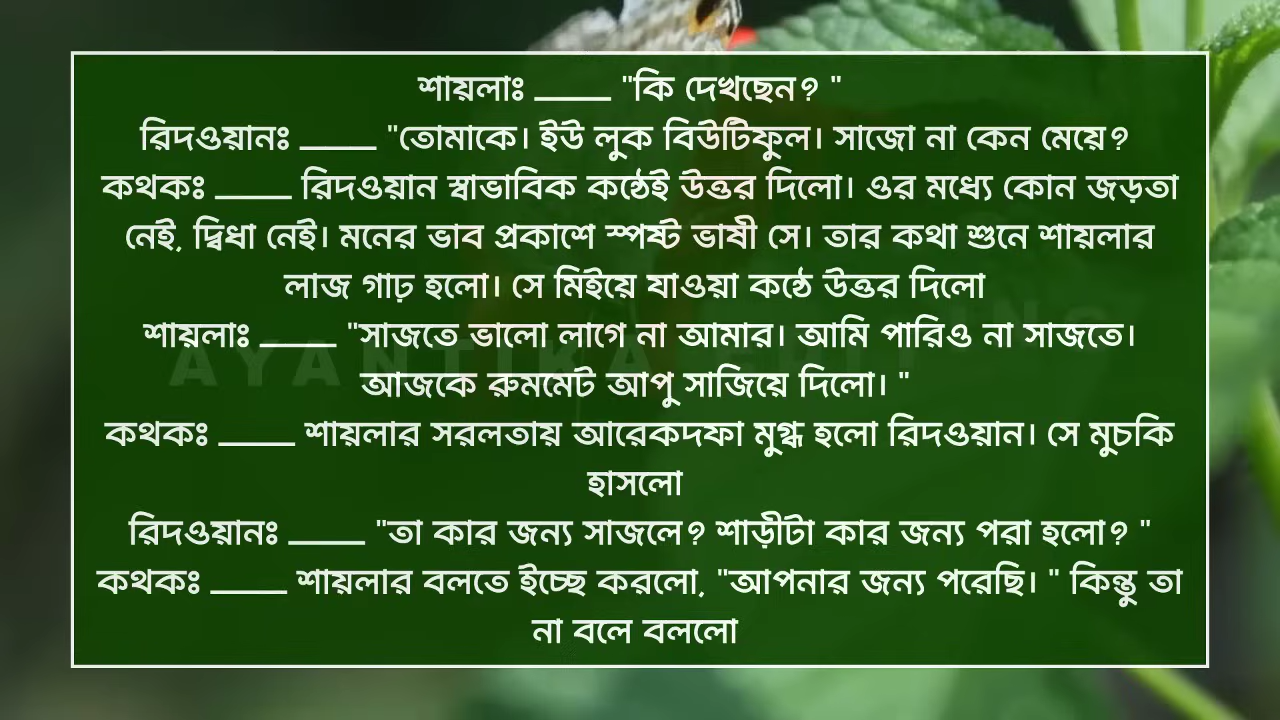 শায়লাঃ ____ "কি দেখছেন? "
রিদওয়ানঃ ____ "তোমাকে। ইউ লুক বিউটিফুল। সাজো না কেন মেয়ে?
কথকঃ ____ রিদওয়ান স্বাভাবিক কন্ঠেই উত্তর দিলো। ওর মধ্যে কোন জড়তা
নেই, দ্বিধা নেই। মনের ভাব প্রকাশে স্পষ্ট ভাষী সে। তার কথা শুনে শায়লার
লাজ গাঢ় হলো। সে মিইয়ে যাওয়া কন্ঠে উত্তর দিলো
শায়লাঃ ____ "সাজতে ভালো লাগে না আমার। আমি পারিও না সাজতে।
আজকে রুমমেট আপু সাজিয়ে দিলো। "
কথকঃ ____ শায়লার সরলতায় আরেকদফা মুগ্ধ হলো রিদওয়ান। সে মুচকি
হাসলো
রিদওয়ানঃ ____ "তা কার জন্য সাজলে? শাড়ীটা কার জন্য পরা হলো? "
কথকঃ ____ শায়লার বলতে ইচ্ছে করলো, "আপনার জন্য পরেছি। " কিন্তু তা
না বলে বললো
AYANTIKA